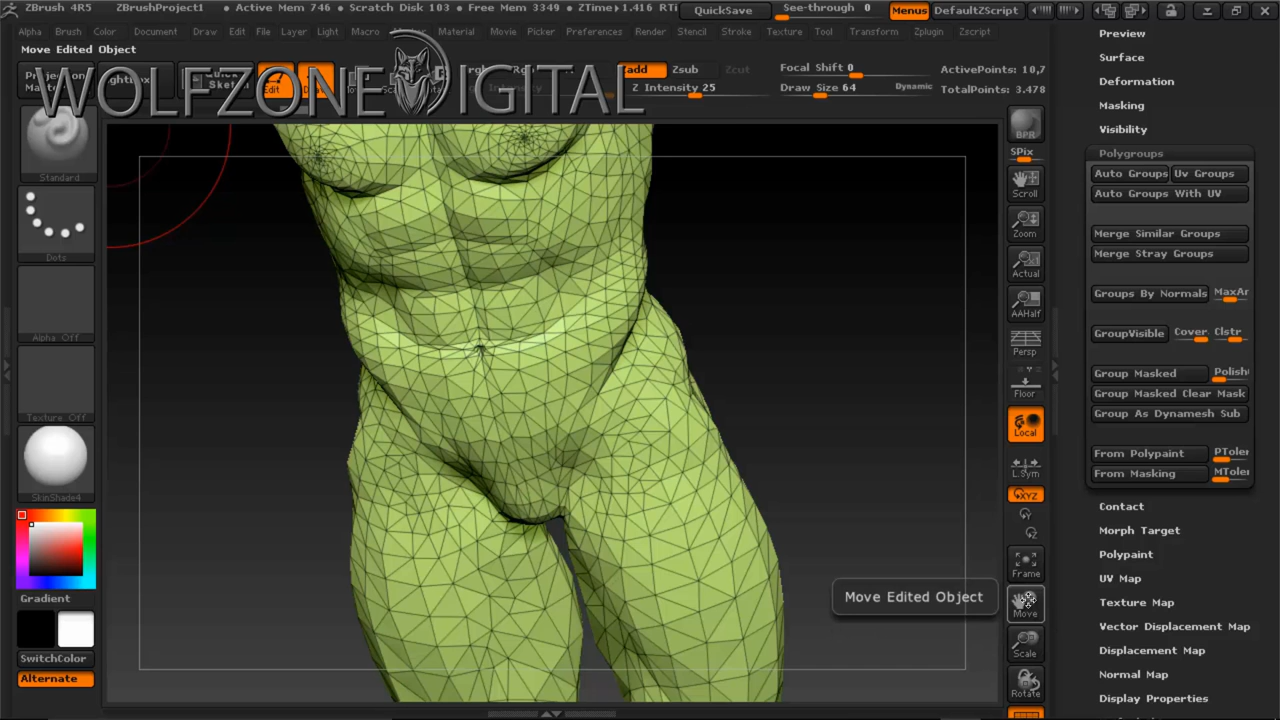 ZBrush 4R5 ZBrushProject1 • Active Mem 746 • Scratch Disk 103 • Free Mem 3349 • ZTime▸1.416 RTi QuickSave See-through 0 Menus DefaultZScript
Alpha Brush Color Document Draw Edit File Layer Light Macro Material Movie Picker Preferences Render Stencil Stroke Texture Tool Transform Zplugin Zscript
Move Edited Object
WOLFZONE DIGITAL
Edit
Zadd Zsub Zcut
Z Intensity 25
Focal Shift 0
Draw Size 64 Dynamic
ActivePoints: 10,7
TotalPoints: 3.478
Standard
Dots
Alpha Off
Texture Off
SkinShade4
Gradient
SwitchColor
Alternate
BPR
SPix
Scroll
Zoom
Actual
AAHalf
Persp
Floor
Local
L.Sym
XYZ
Frame
Move
Scale
Rotate
Move Edited Object
Preview
Surface
Deformation
Masking
Visibility
Polygroups
Auto Groups Uv Groups
Auto Groups With UV
Merge Similar Groups
Merge Stray Groups
Groups By Normals MaxAn
GroupVisible Cover Clstr
Group Masked Polish
Group Masked Clear Mask
Group As Dynamesh Sub
From Polypaint PToler
From Masking MToler
Contact
Morph Target
Polypaint
UV Map
Texture Map
Vector Displacement Map
Displacement Map
Normal Map
Display Properties